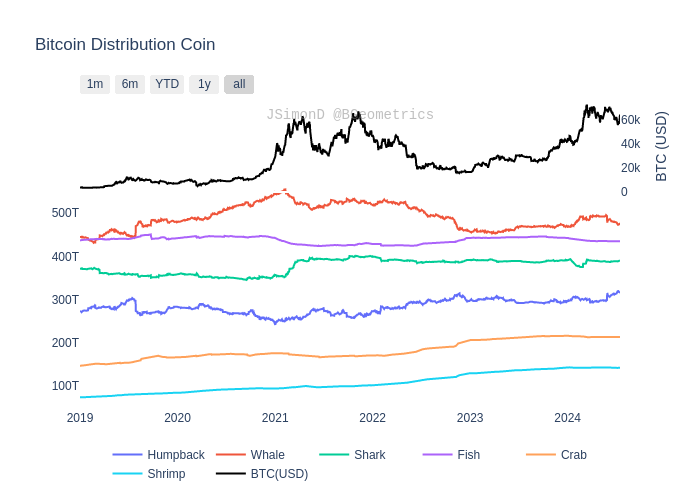 Bitcoin Distribution Coin
1m 6m YTD 1y all
JSimonD @BGeometrics
60k
40k
20k
0
BTC (USD)
500T
400T
300T
200T
100T
2019 2020 2021 2022 2023 2024
Humpback Whale Shark Fish Crab
Shrimp BTC(USD)